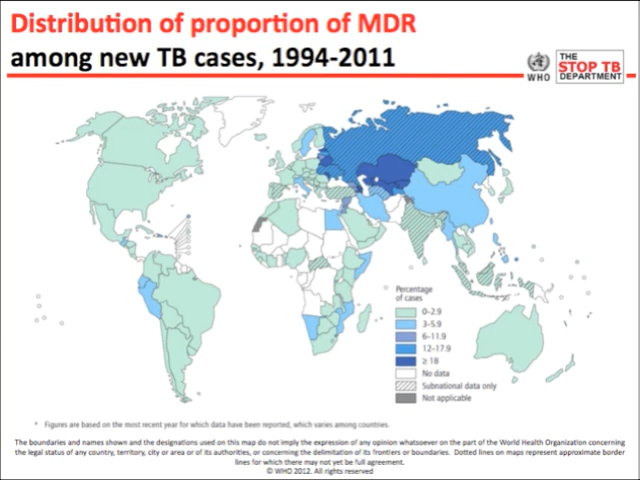 Distribution of proportion of MDR
among new TB cases, 1994-2011
WHO
THE
STOP TB
DEPARTMENT
Percentage
of cases
0–2.9
3–5.9
6–11.9
12–17.9
≥ 18
No data
Subnational data only
Not applicable
* Figures are based on the most recent year for which data have been reported, which varies among countries.
The boundaries and names shown and the designations used on this map do not imply the expression of any opinion whatsoever on the part of the World Health Organization concerning
the legal status of any country, territory, city or area or of its authorities, or concerning the delimitation of its frontiers or boundaries.  Dotted lines on maps represent approximate border
lines for which there may not yet be full agreement.
© WHO 2012. All rights reserved